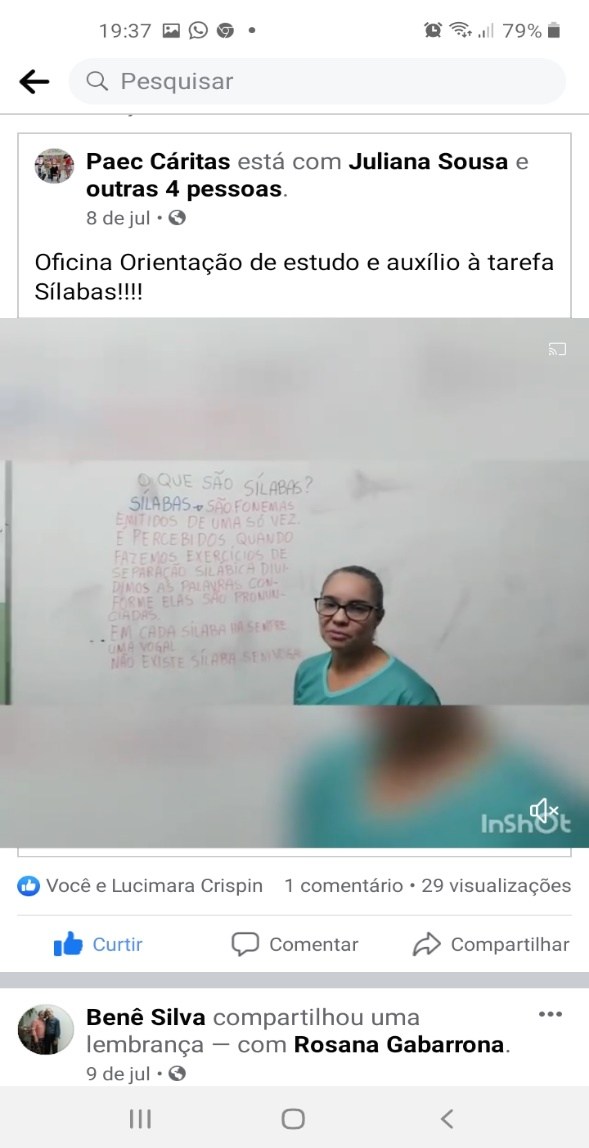 19:37
79%
Pesquisar
Paec Cáritas está com Juliana Sousa e
outras 4 pessoas.
8 de jul •
Oficina Orientação de estudo e auxílio à tarefa
Sílabas!!!!
O QUE SÃO SÍLABAS?
SÍLABAS → SÃO FONEMAS
EMITIDOS DE UMA SÓ VEZ.
E PERCEBIDOS QUANDO
FAZEMOS EXERCÍCIOS DE
SEPARAÇÃO SILÁBICA DIVI-
DIMOS AS PALAVRAS CON-
FORME ELAS SÃO PRONUN-
CIADAS.
EM CADA SÍLABA HÁ SEMPRE
UMA VOGAL
NÃO EXISTE SÍLABA SEM
InShOt
Você e Lucimara Crispin 1 comentário • 29 visualizações
Curtir Comentar Compartilhar
Benê Silva compartilhou uma
lembrança — com Rosana Gabarrona.
9 de jul •